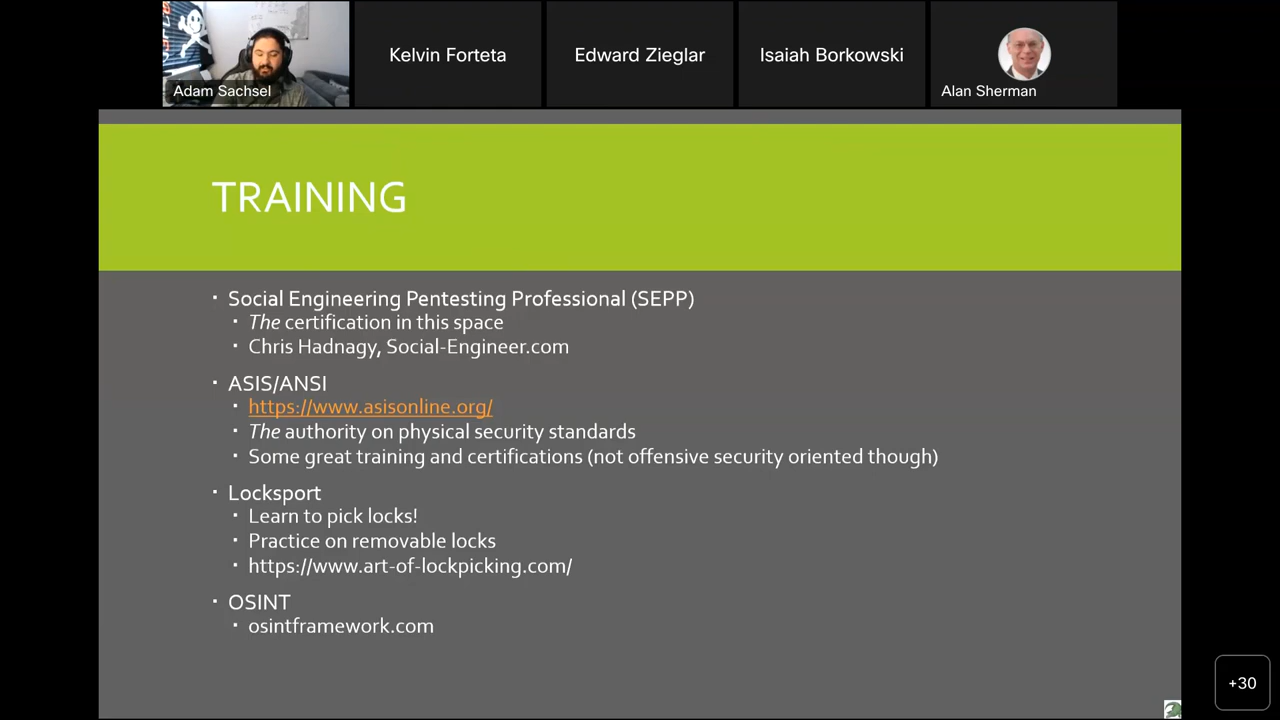 Adam Sachsel
Kelvin Forteta
Edward Zieglar
Isaiah Borkowski
Alan Sherman
TRAINING
Social Engineering Pentesting Professional (SEPP)
The certification in this space
Chris Hadnagy, Social-Engineer.com
ASIS/ANSI
https://www.asisonline.org/
The authority on physical security standards
Some great training and certifications (not offensive security oriented though)
Locksport
Learn to pick locks!
Practice on removable locks
https://www.art-of-lockpicking.com/
OSINT
osintframework.com
+30